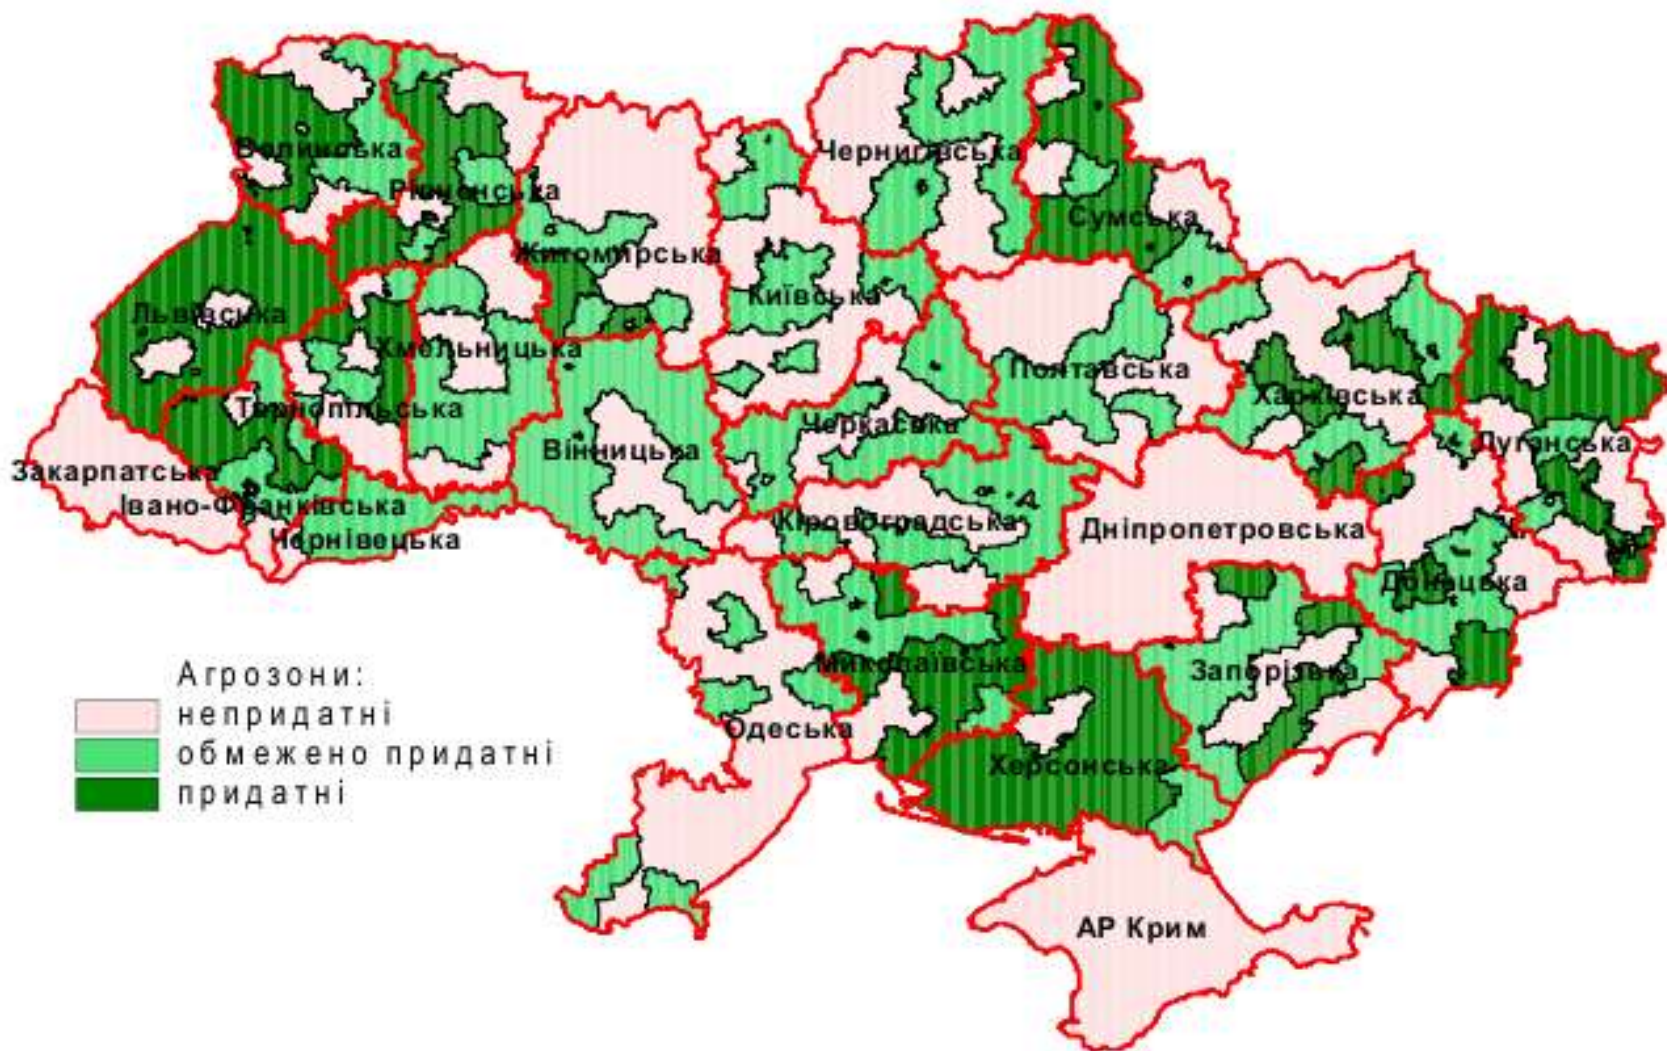 Волинська
Рівненська
Чернигівська
Сумська
Житомирська
Київська
Львівська
Хмельницька
Полтавська
Харківська
Тернопільська
Черкаська
Вінницька
Луганська
Закарпатська
Івано-Франківська
Чернівецька
Кіровоградська
Дніпропетровська
Донецька
Миколаївська
Запорізька
Одеська
Херсонська
АР Крим
Агрозони:
непридатні
обмежено придатні
придатні